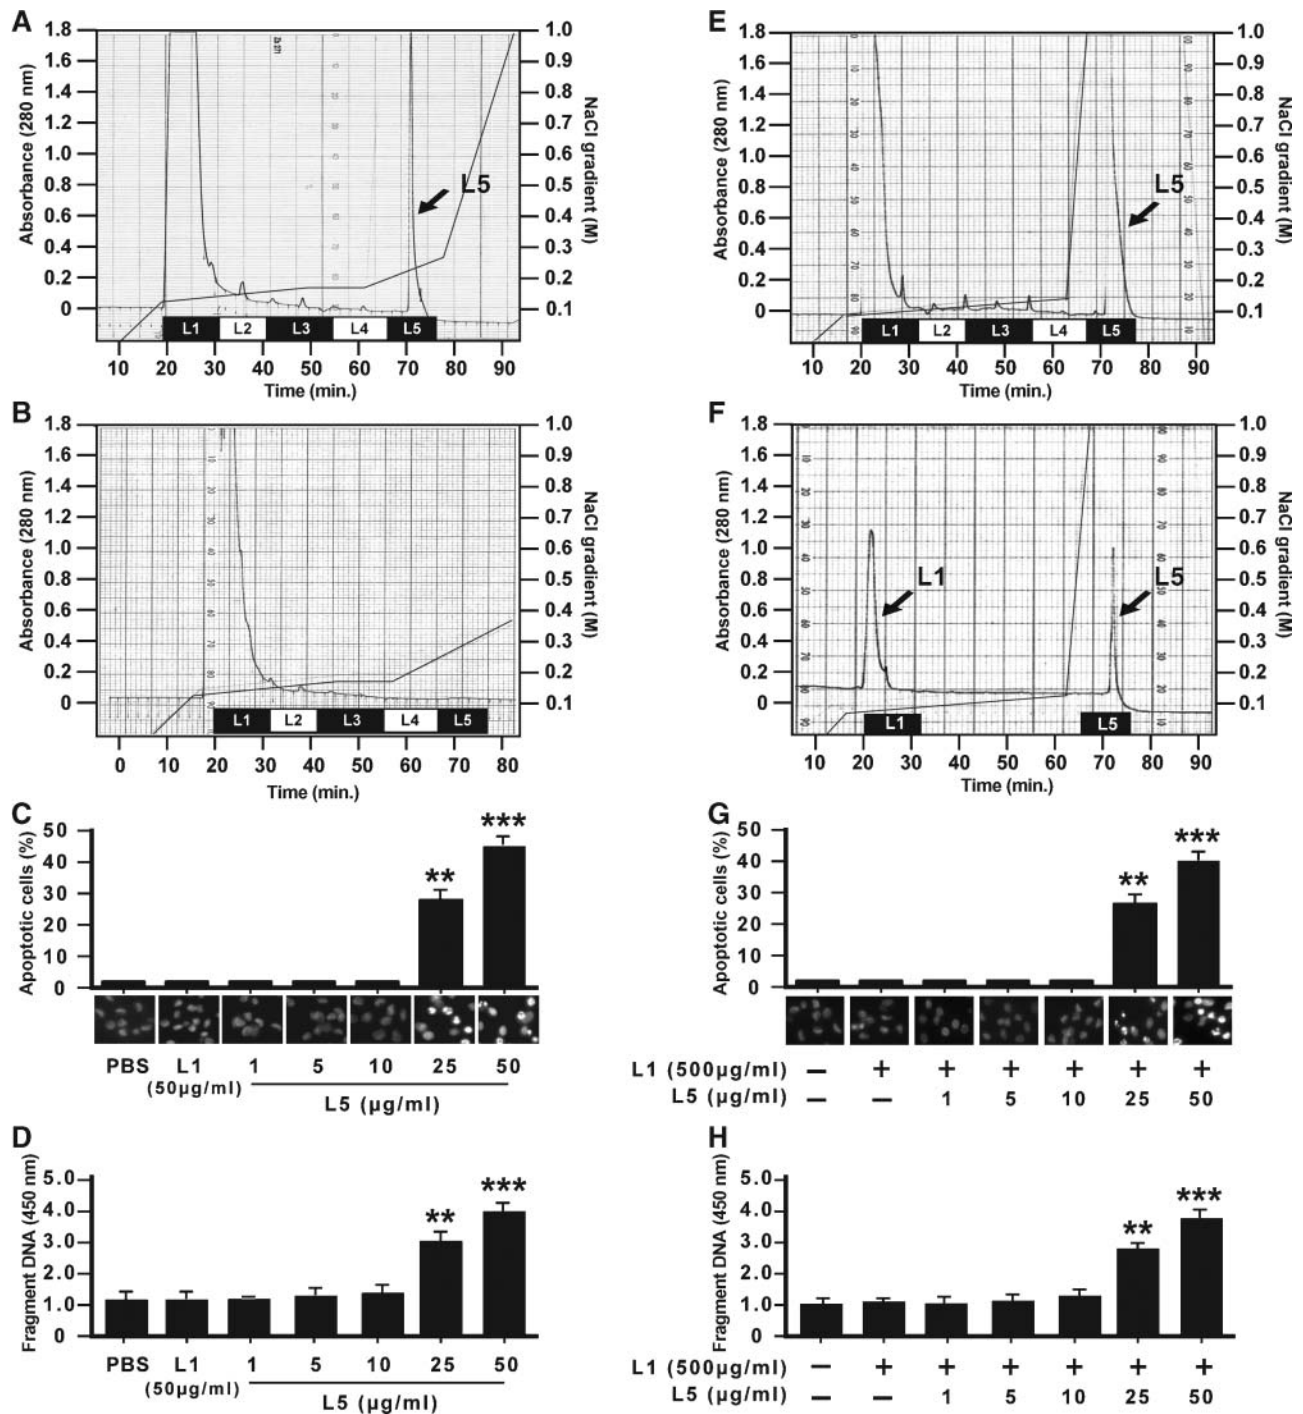 A
Absorbance (280 nm)
1.8
1.6
1.4
1.2
1.0
0.8
0.6
0.4
0.2
0
1.0
0.9
0.8
0.7
0.6
0.5
0.4
0.3
0.2
0.1
NaCl gradient (M)
L5
L1 L2 L3 L4 L5
10 20 30 40 50 60 70 80 90
Time (min.)
B
Absorbance (280 nm)
1.8
1.6
1.4
1.2
1.0
0.8
0.6
0.4
0.2
0
1.0
0.9
0.8
0.7
0.6
0.5
0.4
0.3
0.2
0.1
NaCl gradient (M)
L1 L2 L3 L4 L5
0 10 20 30 40 50 60 70 80
Time (min.)
C
Apoptotic cells (%)
50
40
30
20
10
0
** ***
PBS L1 1 5 10 25 50
(50μg/ml)
L5 (μg/ml)
D
Fragment DNA (450 nm)
5.0
4.0
3.0
2.0
1.0
0
** ***
PBS L1 1 5 10 25 50
(50μg/ml)
L5 (μg/ml)
E
Absorbance (280 nm)
1.8
1.6
1.4
1.2
1.0
0.8
0.6
0.4
0.2
0
1.0
0.9
0.8
0.7
0.6
0.5
0.4
0.3
0.2
0.1
NaCl gradient (M)
L5
L1 L2 L3 L4 L5
10 20 30 40 50 60 70 80 90
Time (min.)
F
Absorbance (280 nm)
1.8
1.6
1.4
1.2
1.0
0.8
0.6
0.4
0.2
0
1.0
0.9
0.8
0.7
0.6
0.5
0.4
0.3
0.2
0.1
NaCl gradient (M)
L1
L5
L1 L5
10 20 30 40 50 60 70 80 90
Time (min.)
G
Apoptotic cells (%)
50
40
30
20
10
0
** ***
L1 (500μg/ml) − + + + + + +
L5 (μg/ml) − − 1 5 10 25 50
H
Fragment DNA (450 nm)
5.0
4.0
3.0
2.0
1.0
0
** ***
L1 (500μg/ml) − + + + + + +
L5 (μg/ml) − − 1 5 10 25 50